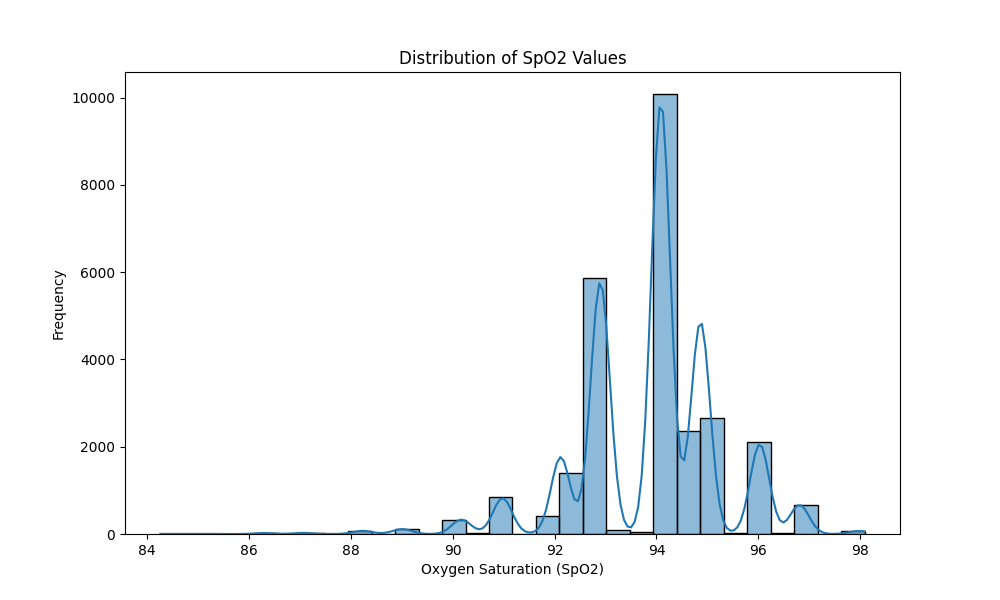 Distribution of SpO2 Values
10000
8000
6000
4000
2000
0
Frequency
84 86 88 90 92 94 96 98
Oxygen Saturation (SpO2)